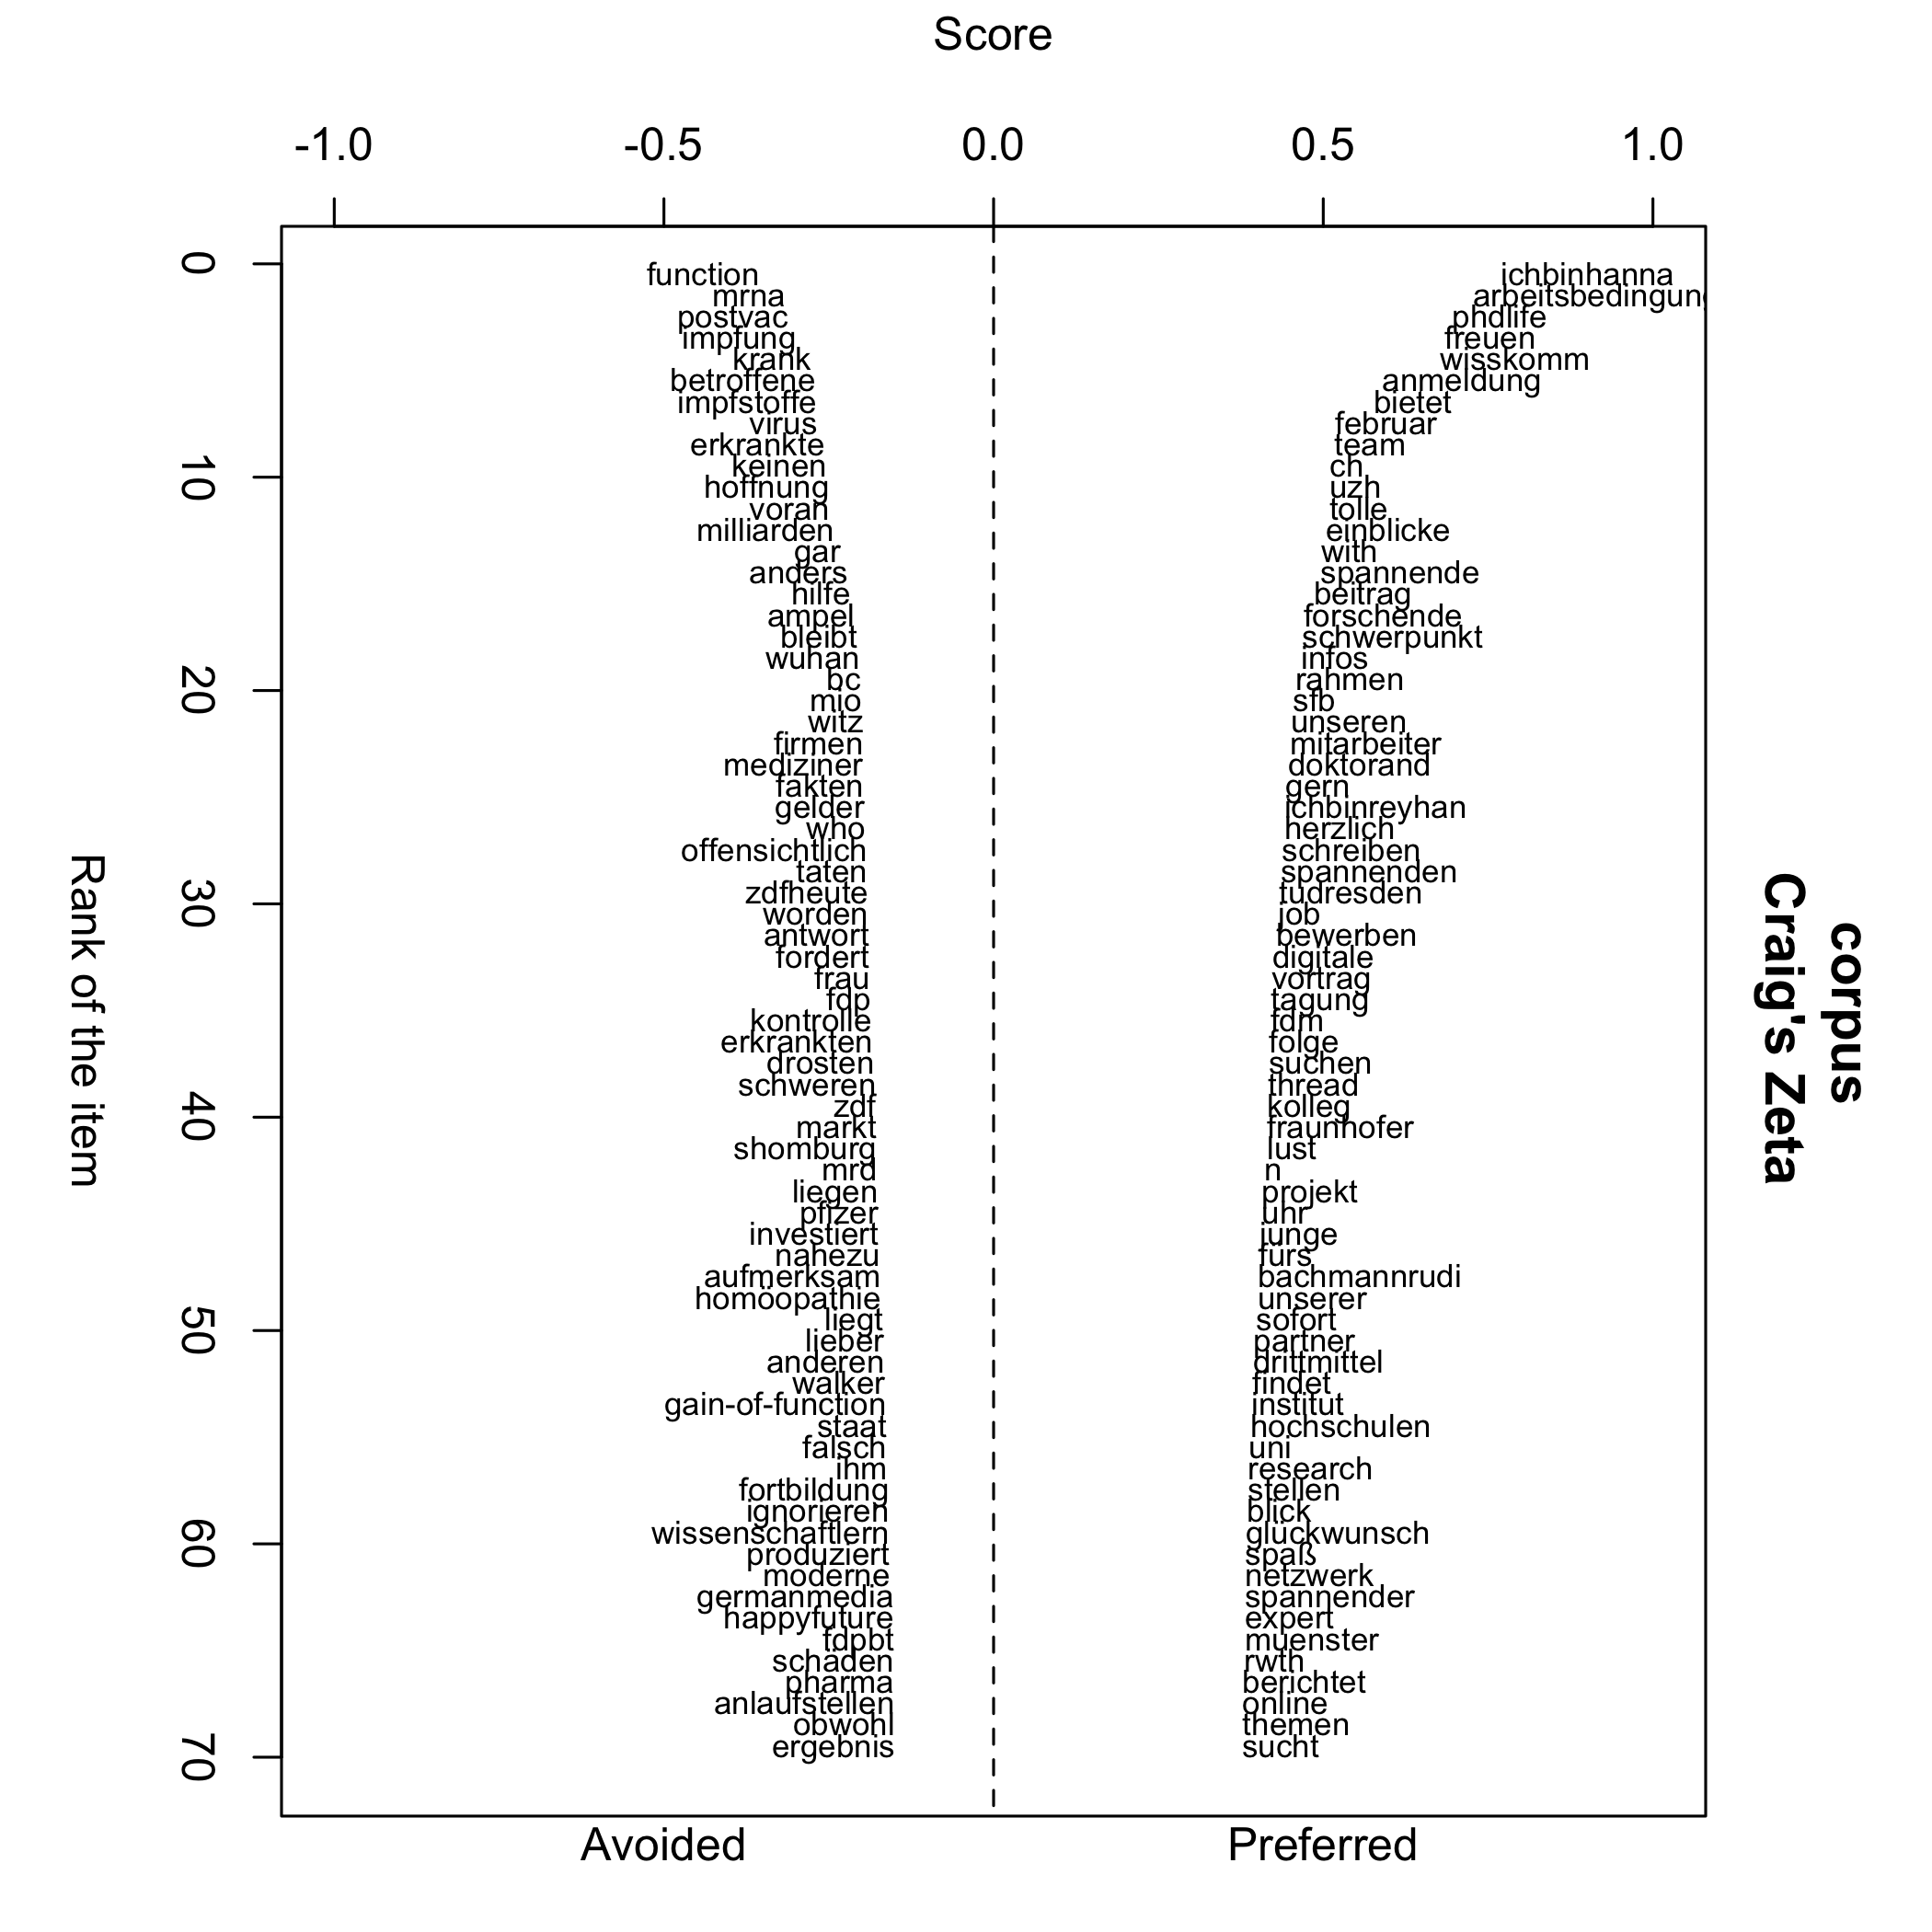 Score
-1.0 -0.5 0.0 0.5 1.0
0
10
20
30
40
50
60
70
Rank of the item
function
mrna
postvac
impfung
krank
betroffene
impfstoffe
virus
erkrankte
keinen
hoffnung
voran
milliarden
gar
anders
hilfe
ampel
bleibt
wuhan
bc
mio
witz
firmen
mediziner
fakten
gelder
who
offensichtlich
taten
zdfheute
worden
antwort
fordert
frau
fdp
kontrolle
erkrankten
drosten
schweren
zdf
markt
shomburg
mrd
liegen
pfizer
investiert
nahezu
aufmerksam
homöopathie
liegt
lieber
anderen
walker
gain-of-function
staat
falsch
ihm
fortbildung
ignorieren
wissenschaftlern
produziert
moderne
germanmedia
happyfuture
fdpbt
schäden
pharma
anlaufstellen
obwohl
ergebnis
ichbinhanna
arbeitsbedingung
phdlife
freuen
wisskomm
anmeldung
bietet
februar
team
ch
uzh
tolle
einblicke
with
spannende
beitrag
forschende
schwerpunkt
infos
rahmen
sfb
unseren
mitarbeiter
doktorand
gern
ichbinreyhan
herzlich
schreiben
spannenden
tudresden
job
bewerben
digitale
vortrag
tagung
fdm
folge
suchen
thread
kolleg
fraunhofer
lust
n
projekt
uhr
junge
fürs
bachmannrudi
unserer
sofort
partner
drittmittel
findet
institut
hochschulen
uni
research
stellen
blick
glückwunsch
spaß
netzwerk
spannender
expert
muenster
rwth
berichtet
online
themen
sucht
Avoided Preferred
corpus
Craig's Zeta